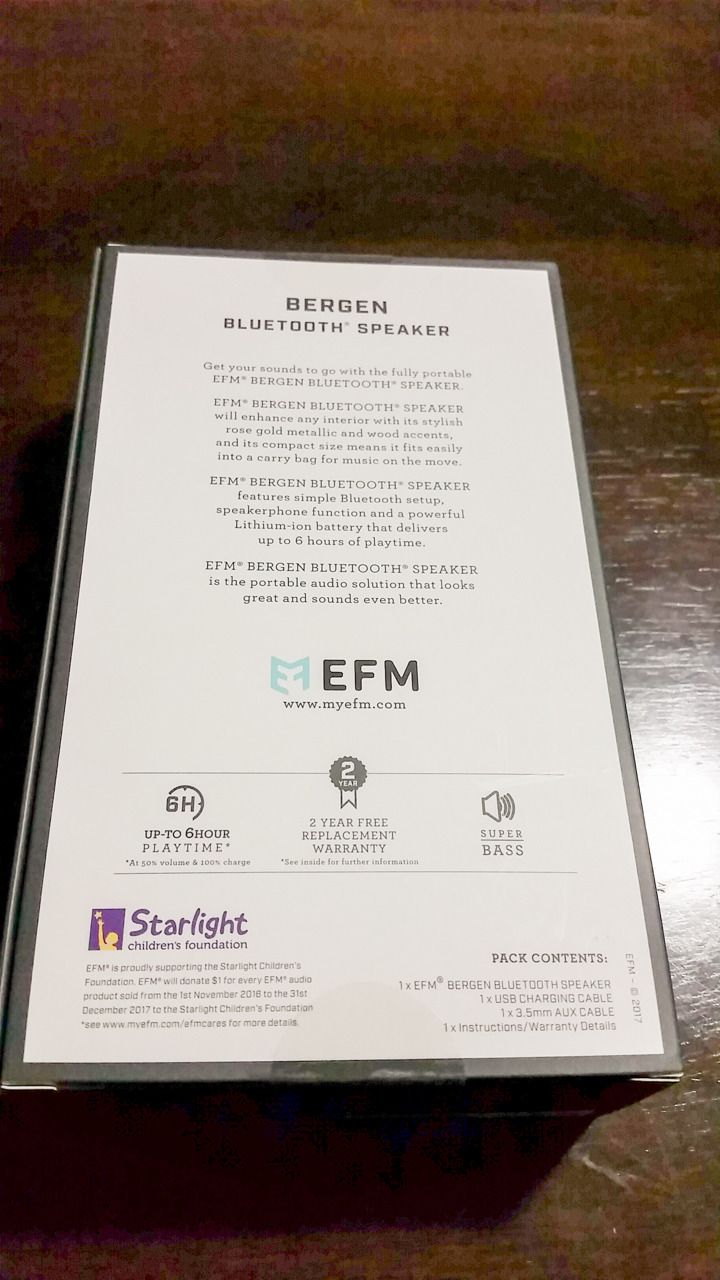 BERGEN
BLUETOOTH® SPEAKER
Get your sounds to go with the fully portable
EFM® BERGEN BLUETOOTH® SPEAKER.
EFM® BERGEN BLUETOOTH® SPEAKER
will enhance any interior with its stylish
rose gold metallic and wood accents,
and its compact size means it fits easily
into a carry bag for music on the move.
EFM® BERGEN BLUETOOTH® SPEAKER
features simple Bluetooth setup,
speakerphone function and a powerful
Lithium-ion battery that delivers
up to 6 hours of playtime.
EFM® BERGEN BLUETOOTH® SPEAKER
is the portable audio solution that looks
great and sounds even better.
EFM
www.myefm.com
6H
UP-TO 6HOUR
PLAYTIME*
*At 50% volume & 100% charge
2
YEAR
2 YEAR FREE
REPLACEMENT
WARRANTY
*See inside for further information
SUPER
BASS
Starlight
children's foundation
EFM® is proudly supporting the Starlight Children's
Foundation. EFM® will donate $1 for every EFM® audio
product sold from the 1st November 2016 to the 31st
December 2017 to the Starlight Children's Foundation
*see www.myefm.com/efmcares for more details.
PACK CONTENTS:
1 x EFM® BERGEN BLUETOOTH SPEAKER
1 x USB CHARGING CABLE
1 x 3.5mm AUX CABLE
1 x Instructions/Warranty Details
EFM - © 2017